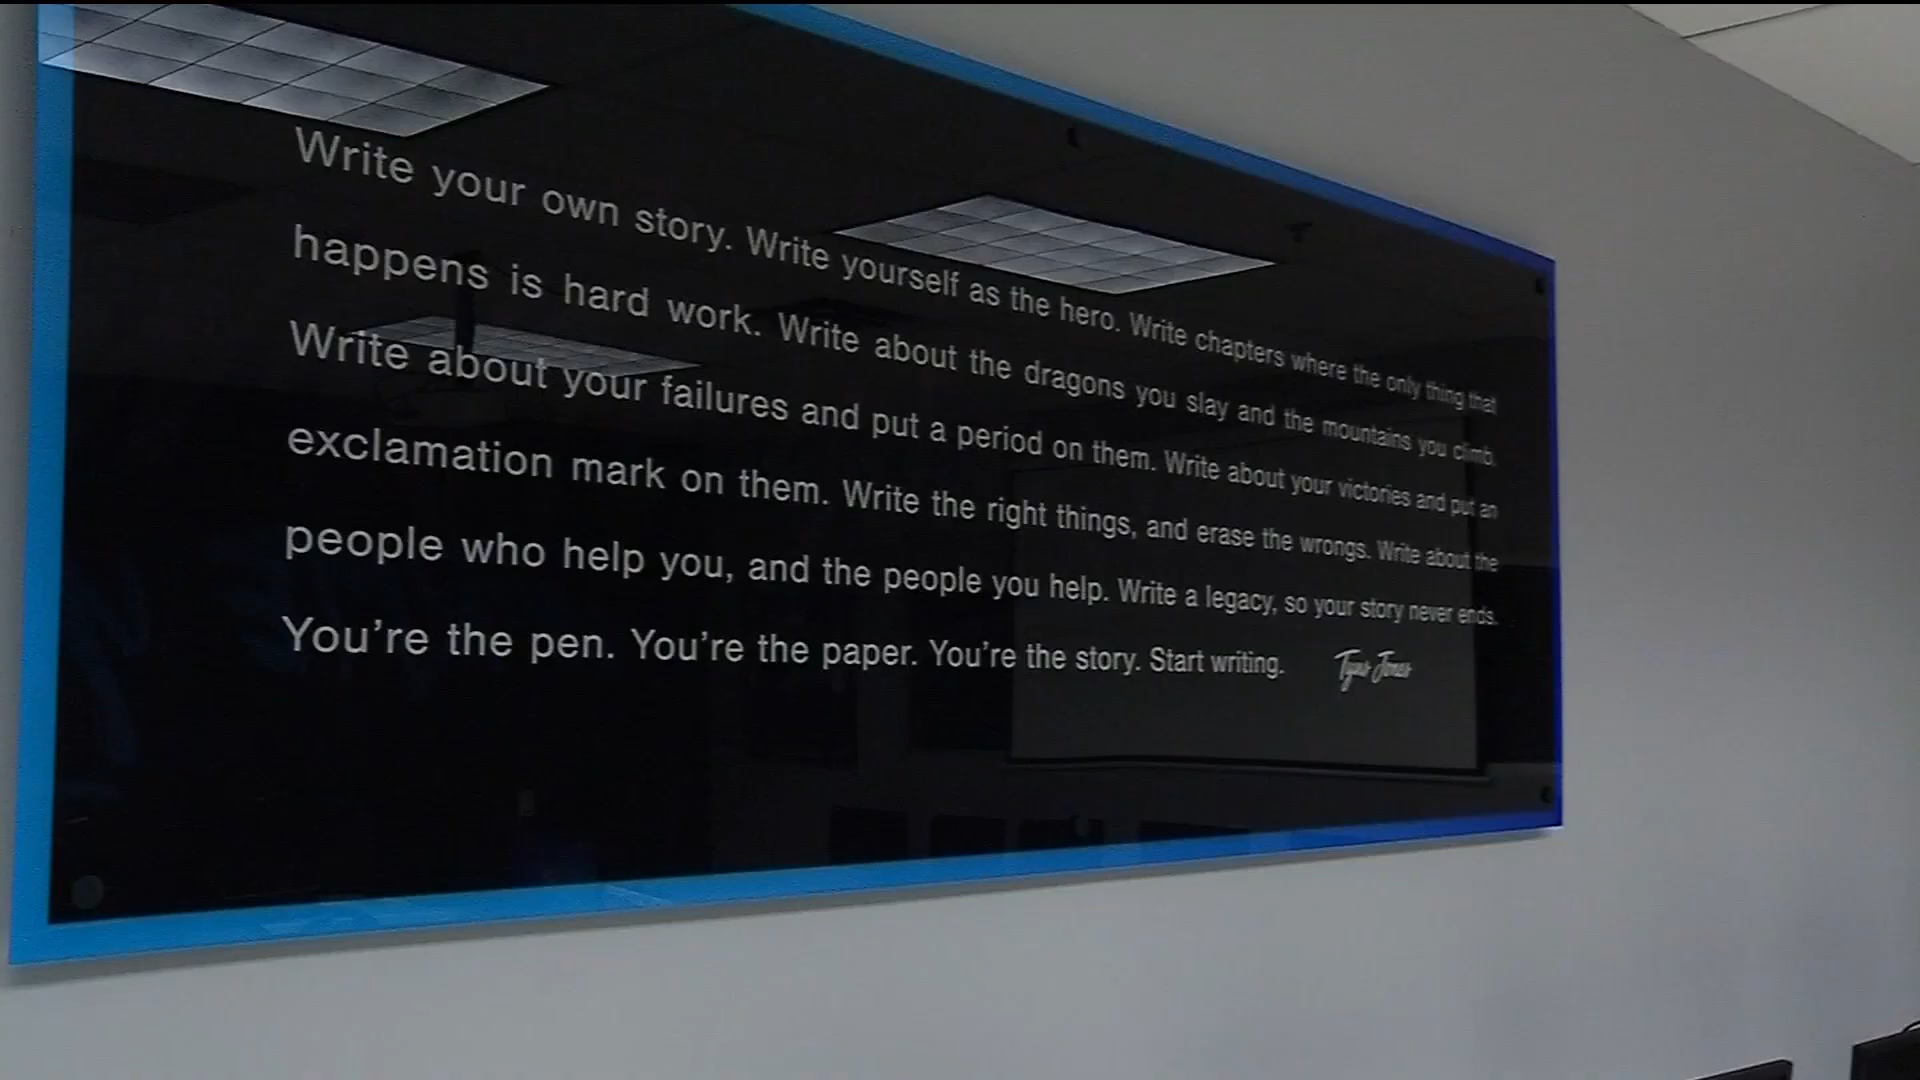 Write your own story. Write yourself as the hero. Write chapters where the only thing that
happens is hard work. Write about the dragons you slay and the mountains you climb.
Write about your failures and put a period on them. Write about your victories and put an
exclamation mark on them. Write the right things, and erase the wrongs. Write about the
people who help you, and the people you help. Write a legacy, so your story never ends.
You’re the pen. You’re the paper. You’re the story. Start writing.
Tyus Jones